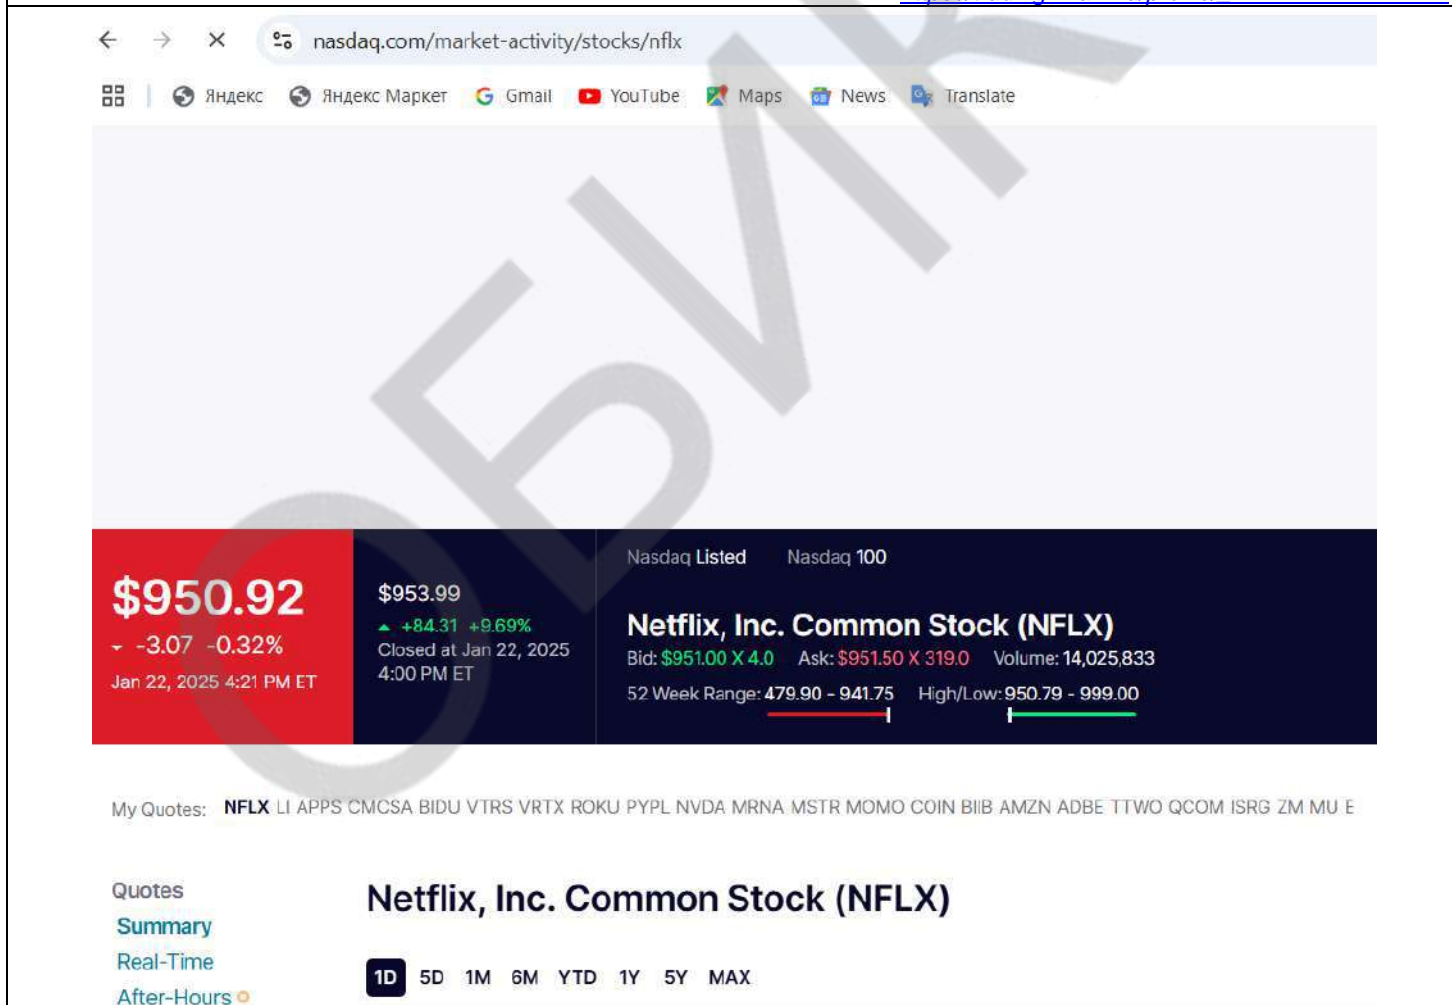 nasdaq.com/market-activity/stocks/nflx
Яндекс Яндекс Маркет Gmail YouTube Maps News Translate
ОБИК
Nasdaq Listed Nasdaq 100
$950.92
-3.07 -0.32%
Jan 22, 2025 4:21 PM ET
$953.99
+84.31 +9.69%
Closed at Jan 22, 2025
4:00 PM ET
Netflix, Inc. Common Stock (NFLX)
Bid: $951.00 X 4.0 Ask: $951.50 X 319.0 Volume: 14,025,833
52 Week Range: 479.90 - 941.75 High/Low: 950.79 - 999.00
My Quotes: NFLX LI APPS CMCSA BIDU VTRS VRTX ROKU PYPL NVDA MRNA MSTR MOMO COIN BIIB AMZN ADBE TTWO QCOM ISRG ZM MU
Quotes
Summary
Real-Time
After-Hours
Netflix, Inc. Common Stock (NFLX)
1D 5D 1M 6M YTD 1Y 5Y MAX